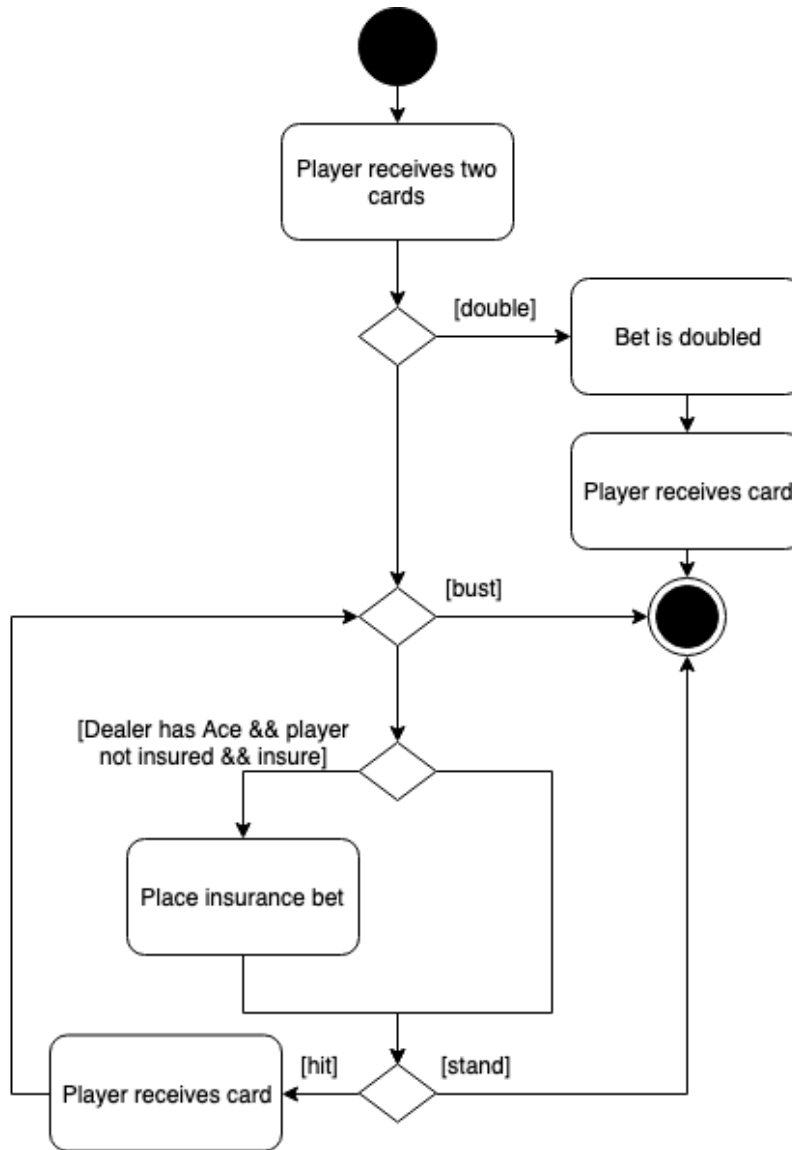 Player receives two
cards
[double]
Bet is doubled
Player receives card
[bust]
[Dealer has Ace && player
not insured && insure]
Place insurance bet
[hit]
[stand]
Player receives card